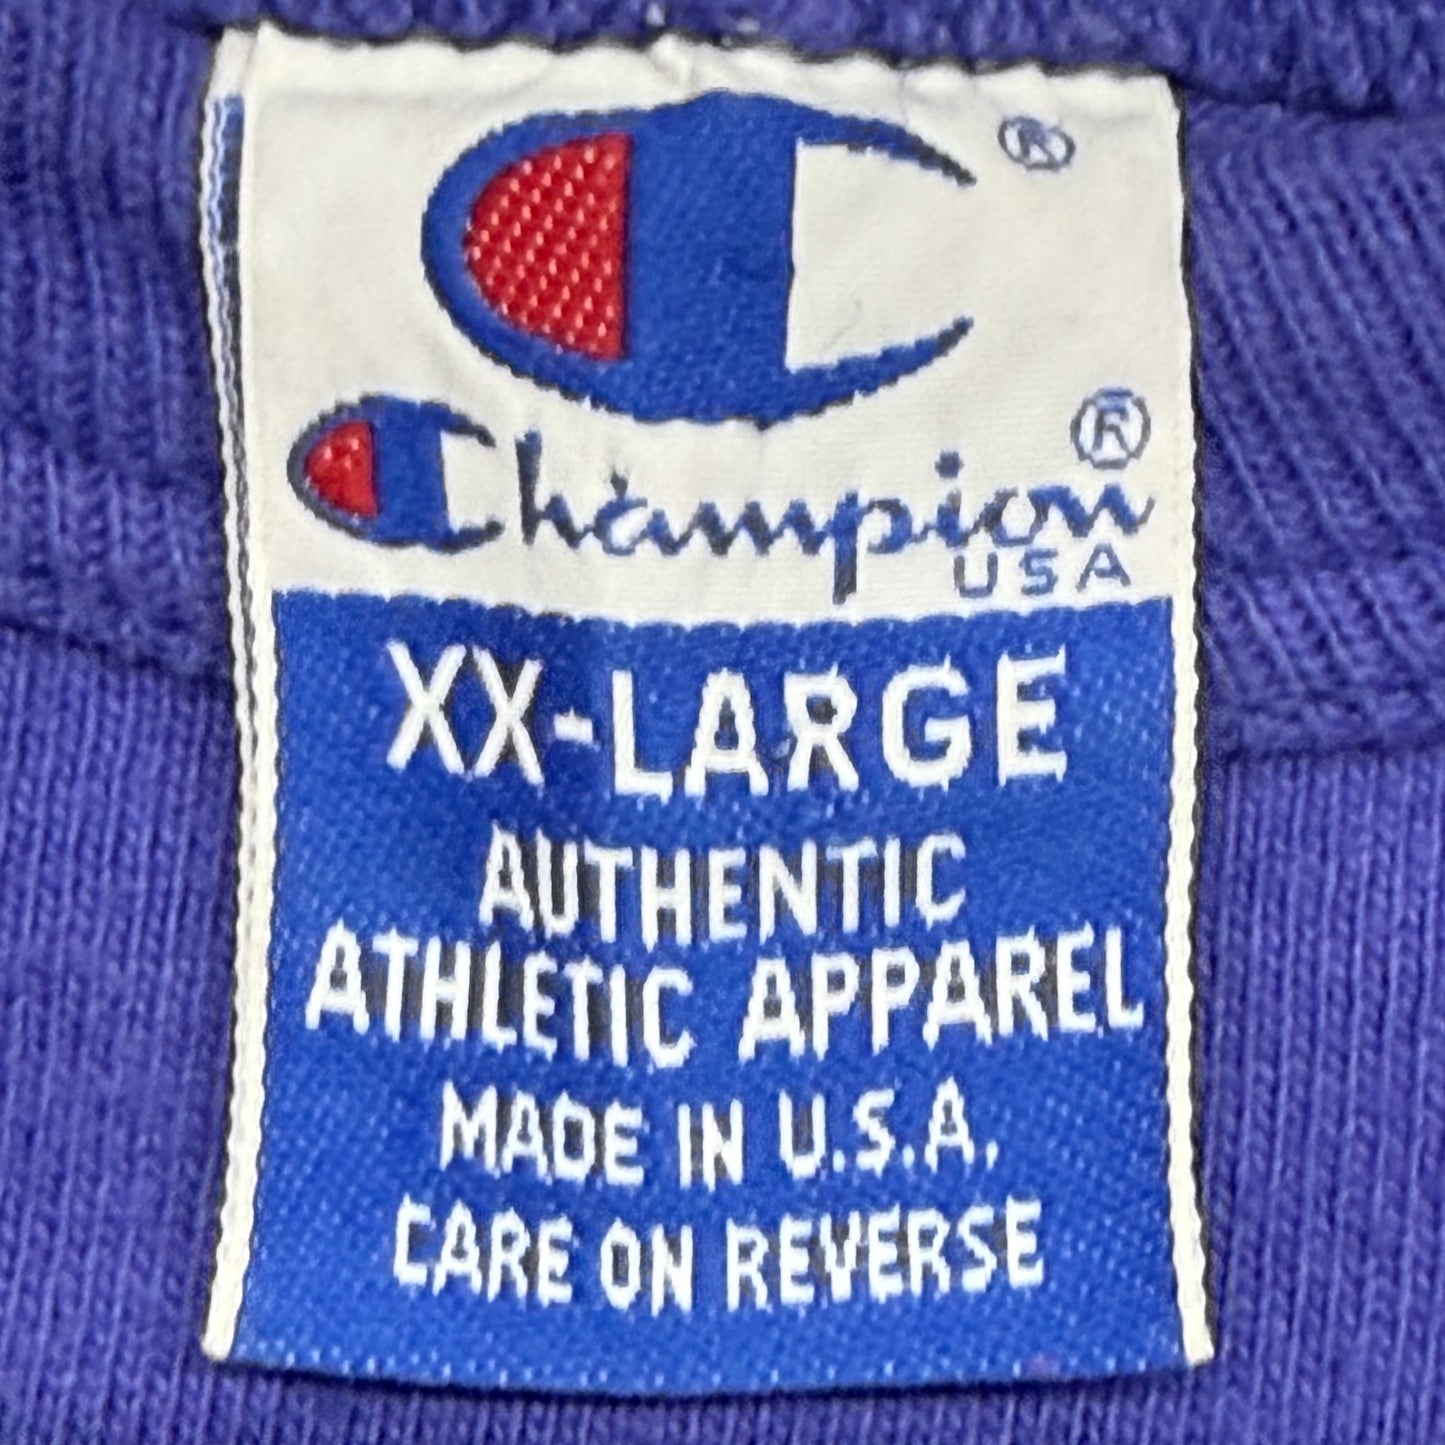 ®
Champion®
USA
XX-LARGE
AUTHENTIC
ATHLETIC APPAREL
MADE IN U.S.A.
CARE ON REVERSE